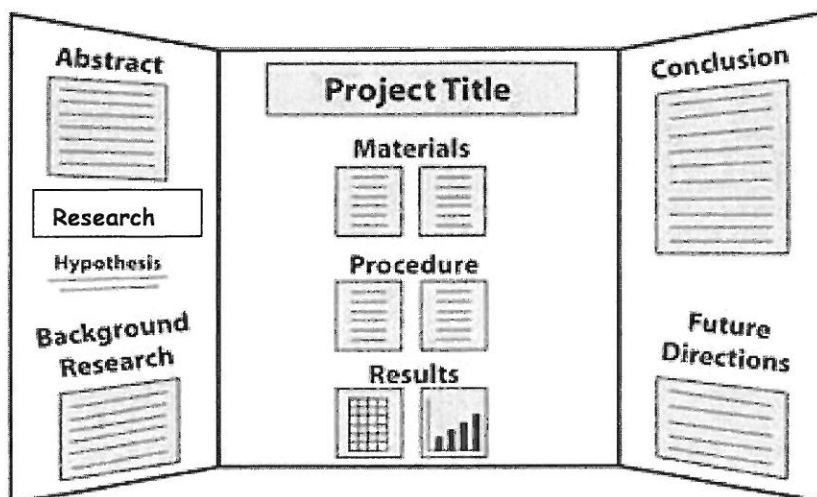 Abstract
Research
Hypothesis
Background
Research
Project Title
Materials
Procedure
Results
Conclusion
Future
Directions